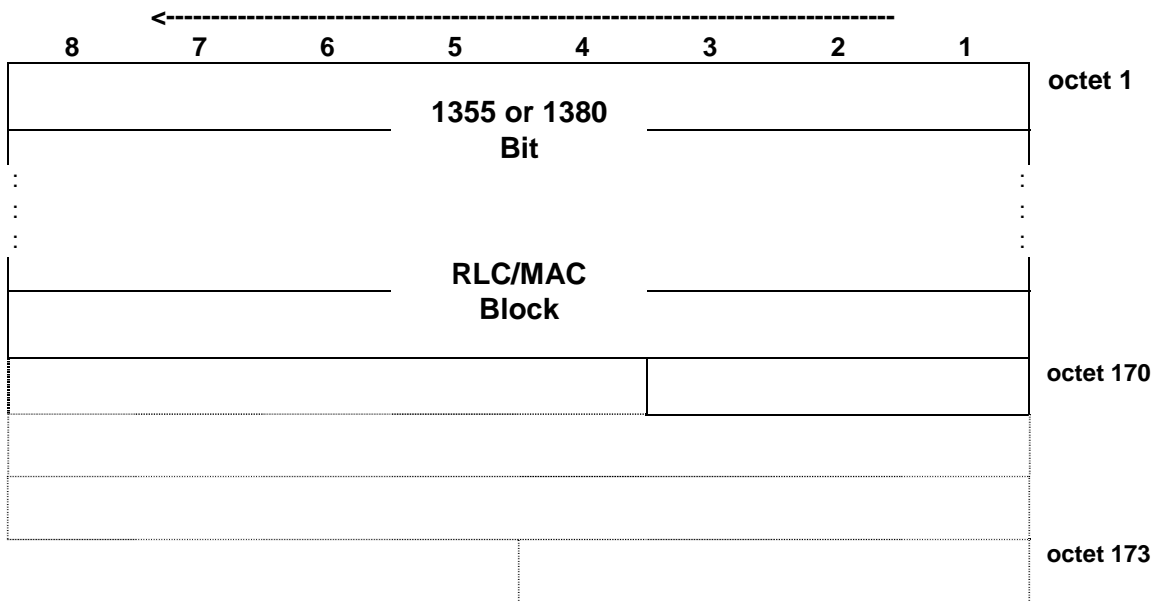 <--------------------------------------------------------------------------------
8 7 6 5 4 3 2 1
octet 1
1355 or 1380
Bit
: :
: :
: :
RLC/MAC
Block
octet 170
octet 173